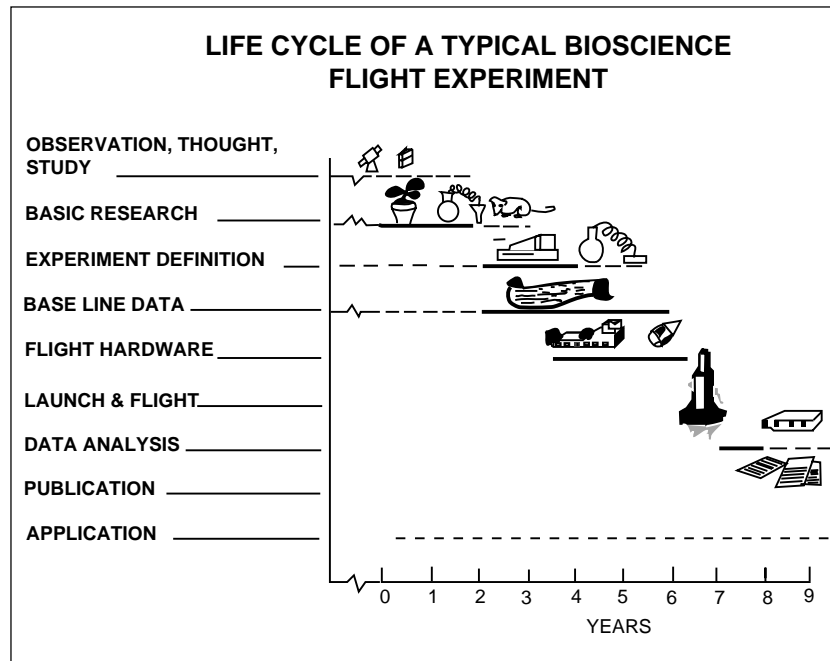 LIFE CYCLE OF A TYPICAL BIOSCIENCE
FLIGHT EXPERIMENT
OBSERVATION, THOUGHT,
STUDY
BASIC RESEARCH
EXPERIMENT DEFINITION
BASE LINE DATA
FLIGHT HARDWARE
LAUNCH & FLIGHT
DATA ANALYSIS
PUBLICATION
APPLICATION
0 1 2 3 4 5 6 7 8 9
YEARS